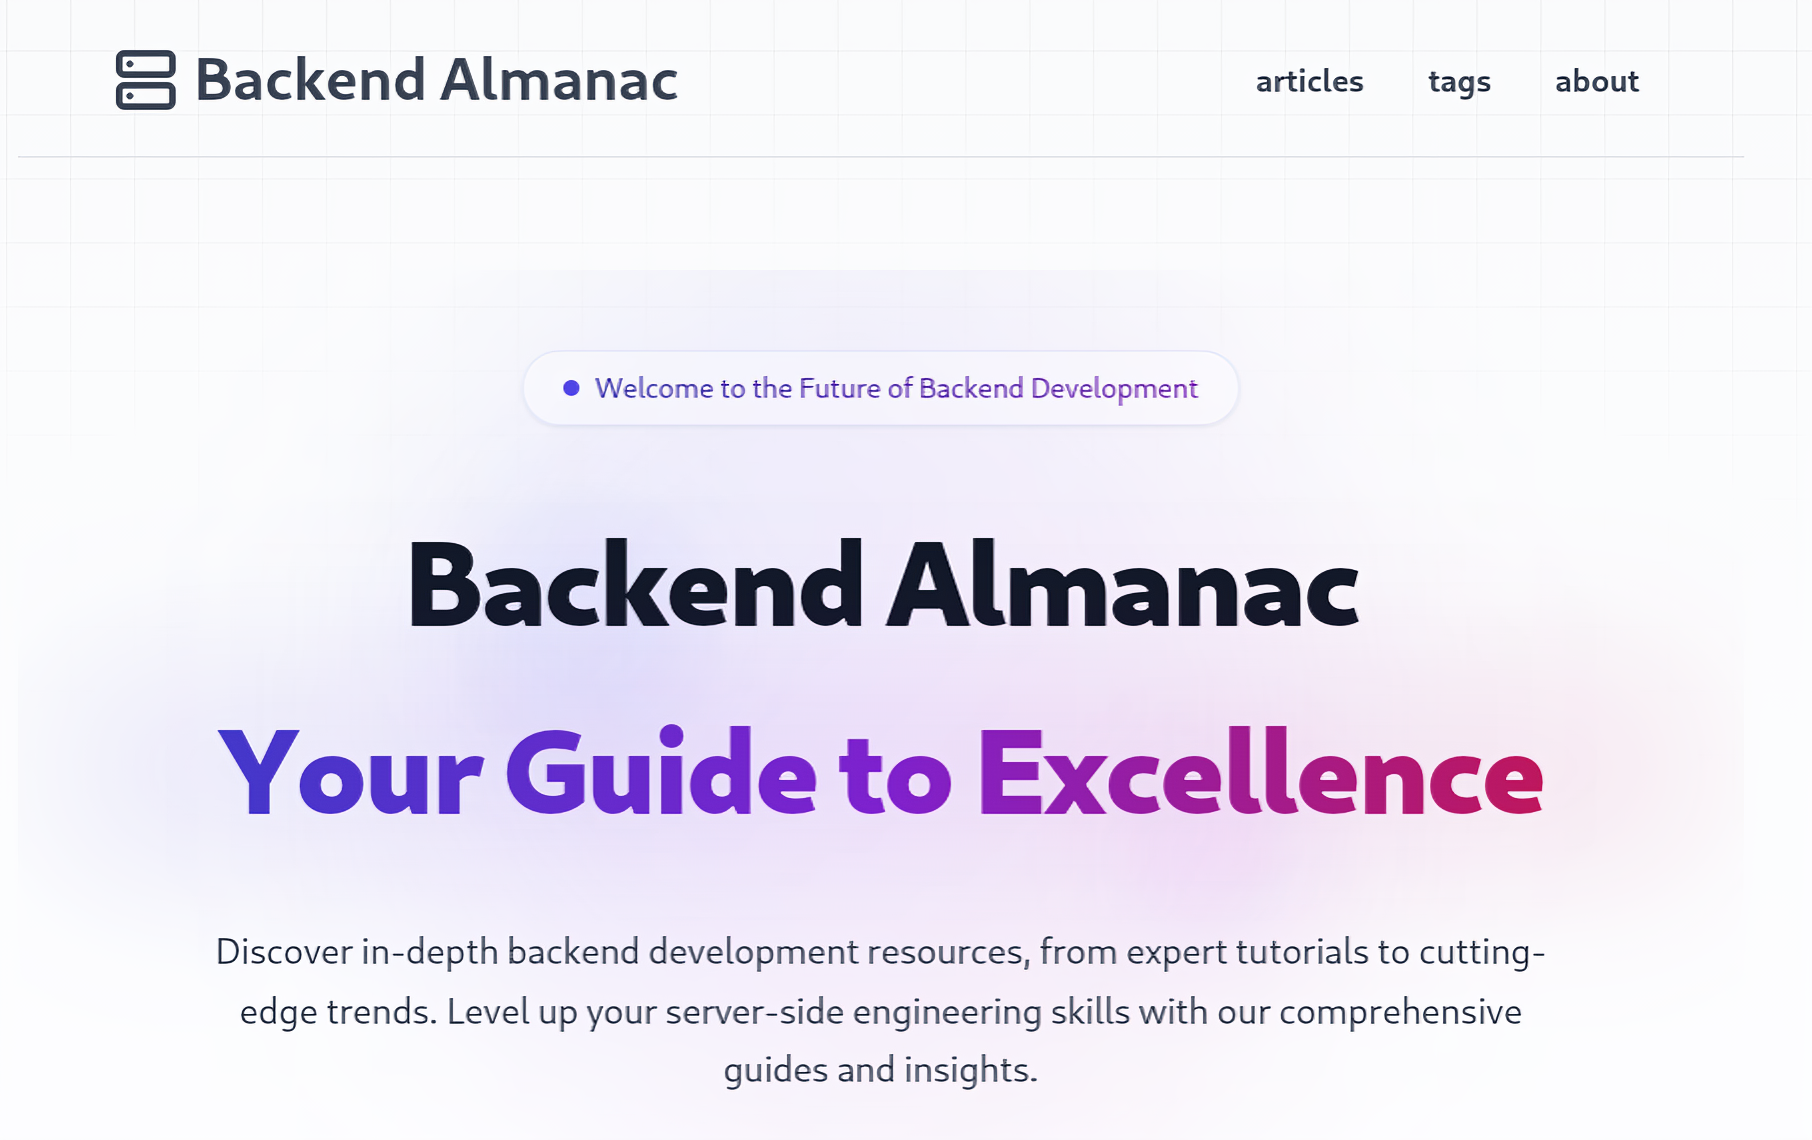 Backend Almanac
articles tags about
Welcome to the Future of Backend Development
Backend Almanac
Your Guide to Excellence
Discover in-depth backend development resources, from expert tutorials to cutting-
edge trends. Level up your server-side engineering skills with our comprehensive
guides and insights.